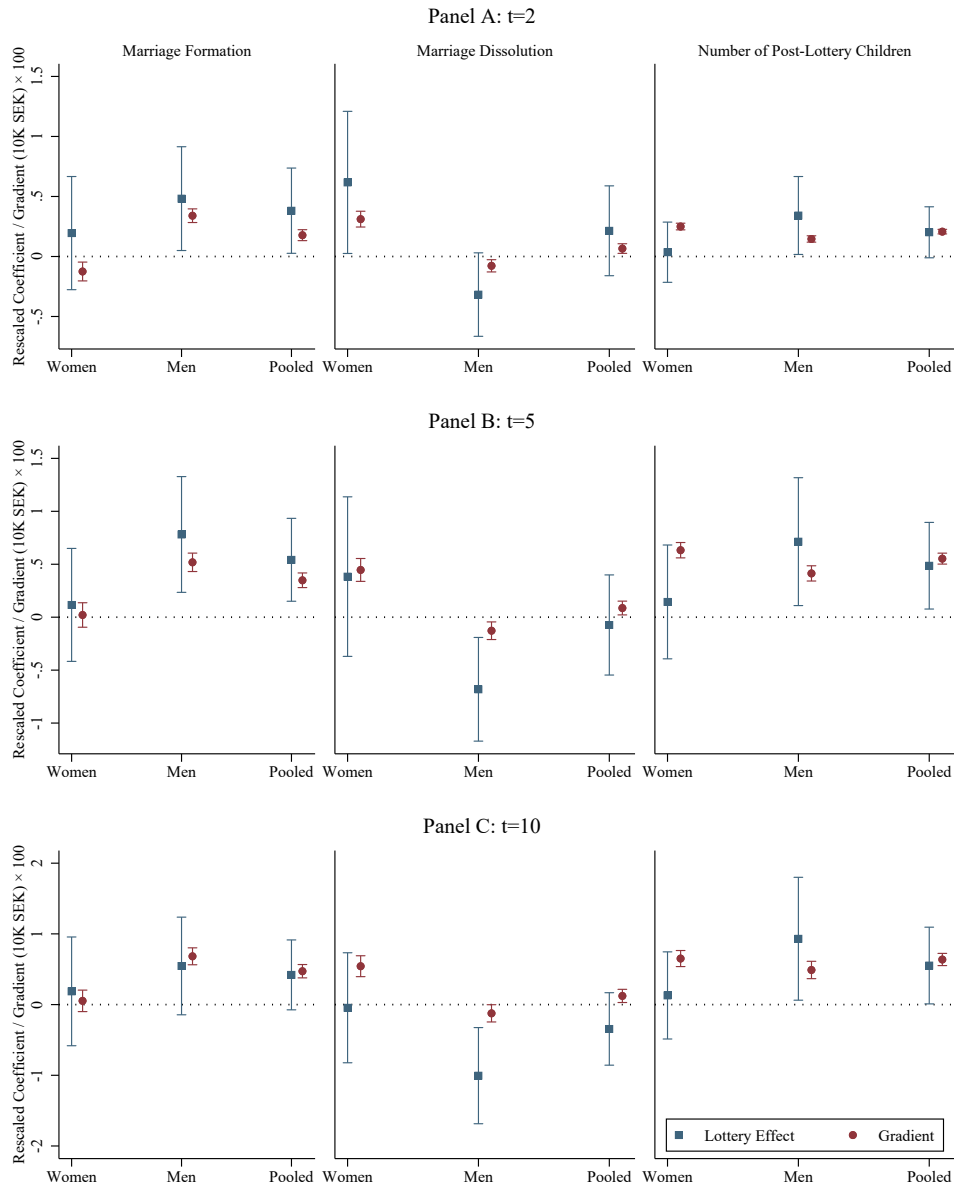 Panel A: t=2
Marriage Formation
Marriage Dissolution
Number of Post-Lottery Children
Rescaled Coefficient / Gradient (10K SEK) × 100
1.5
1
.5
0
-.5
Women
Men
Pooled
Women
Men
Pooled
Women
Men
Pooled
Panel B: t=5
Rescaled Coefficient / Gradient (10K SEK) × 100
1.5
1
.5
0
-.5
-1
Women
Men
Pooled
Women
Men
Pooled
Women
Men
Pooled
Panel C: t=10
Rescaled Coefficient / Gradient (10K SEK) × 100
2
1
0
-1
-2
Women
Men
Pooled
Women
Men
Pooled
Women
Men
Pooled
Lottery Effect
Gradient